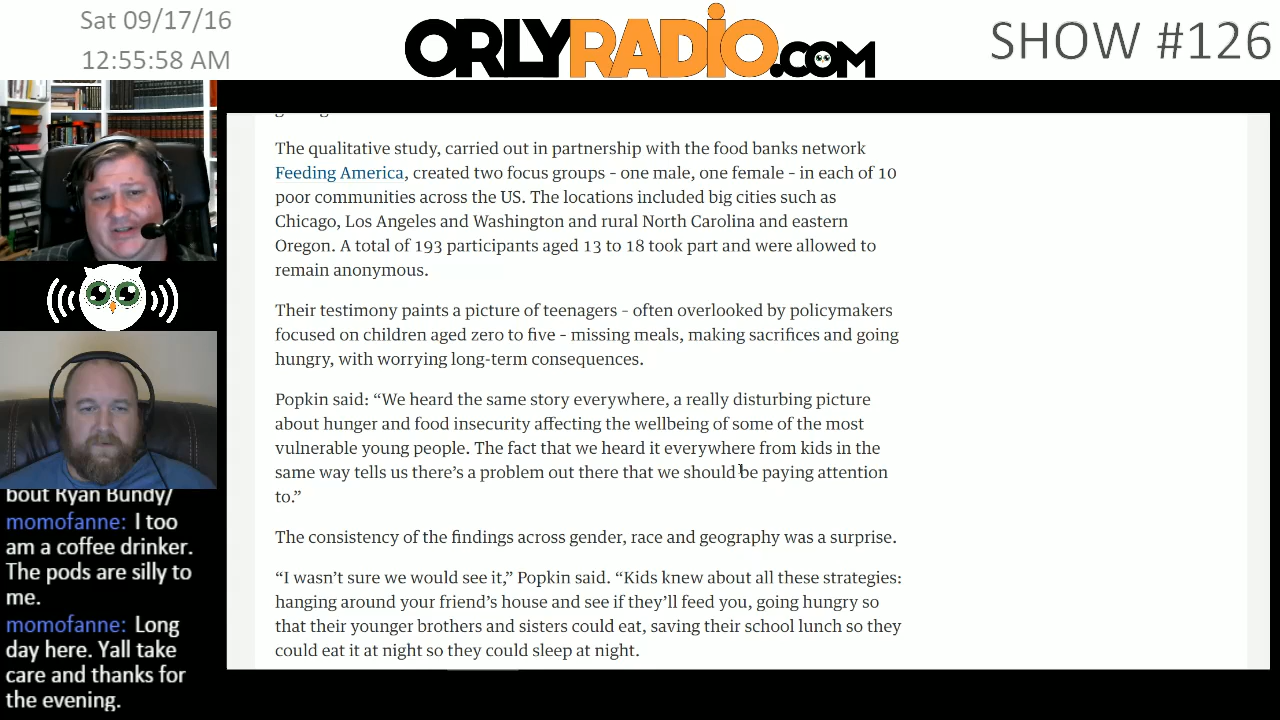 Sat 09/17/16
12:55:58 AM
ORLYRADIO.COM
SHOW #126
The qualitative study, carried out in partnership with the food banks network
Feeding America, created two focus groups – one male, one female – in each of 10
poor communities across the US. The locations included big cities such as
Chicago, Los Angeles and Washington and rural North Carolina and eastern
Oregon. A total of 193 participants aged 13 to 18 took part and were allowed to
remain anonymous.
Their testimony paints a picture of teenagers – often overlooked by policymakers
focused on children aged zero to five – missing meals, making sacrifices and going
hungry, with worrying long-term consequences.
Popkin said: “We heard the same story everywhere, a really disturbing picture
about hunger and food insecurity affecting the wellbeing of some of the most
vulnerable young people. The fact that we heard it everywhere from kids in the
same way tells us there’s a problem out there that we should be paying attention
to.”
The consistency of the findings across gender, race and geography was a surprise.
“I wasn’t sure we would see it,” Popkin said. “Kids knew about all these strategies:
hanging around your friend’s house and see if they’ll feed you, going hungry so
that their younger brothers and sisters could eat, saving their school lunch so they
could eat it at night so they could sleep at night.
bout Ryan Bundy/
momofanne: I too
am a coffee drinker.
The pods are silly to
me.
momofanne: Long
day here. Yall take
care and thanks for
the evening.